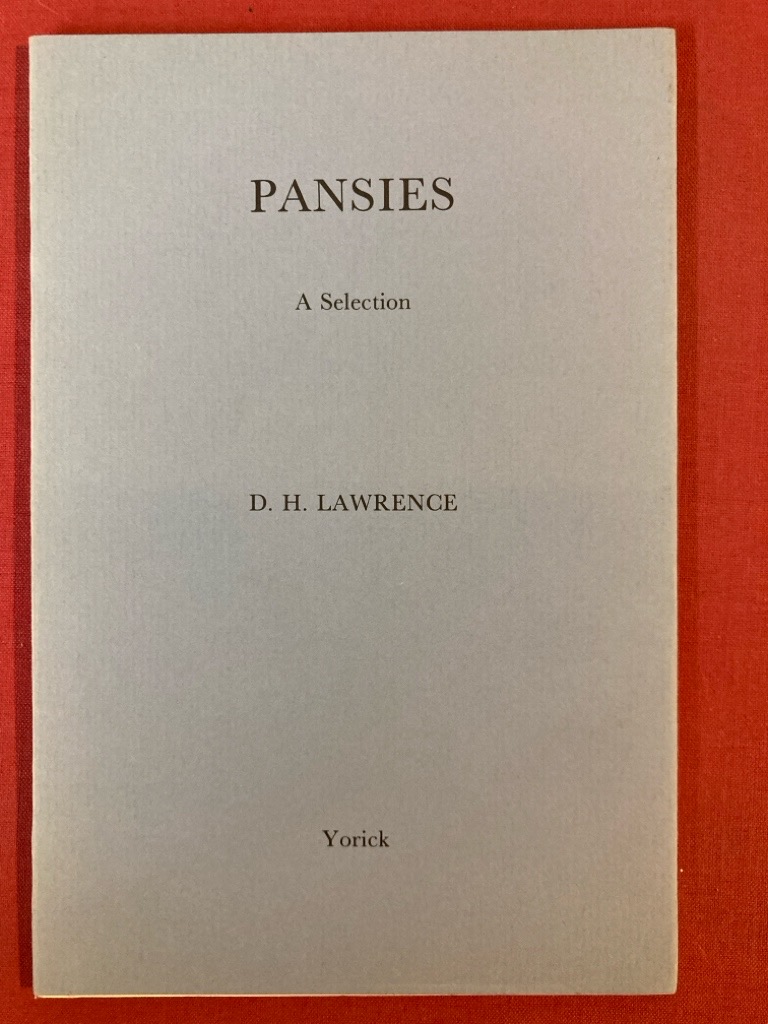 PANSIES
A Selection
D. H. LAWRENCE
Yorick